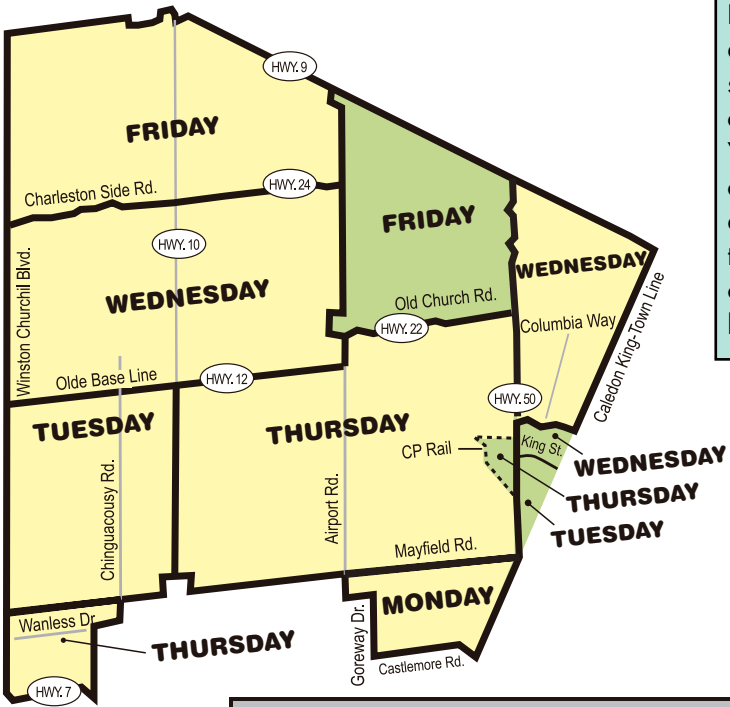 HWY. 9
FRIDAY
Charleston Side Rd.
HWY. 24
FRIDAY
HWY. 10
WEDNESDAY
WEDNESDAY
Winston Churchil Blvd.
Old Church Rd.
HWY. 22
Columbia Way
Caledon King-Town Line
Olde Base Line
HWY. 12
HWY. 50
TUESDAY
THURSDAY
CP Rail
King St.
WEDNESDAY
THURSDAY
TUESDAY
Chinguacousy Rd.
Airport Rd.
Mayfield Rd.
MONDAY
Wanless Dr.
THURSDAY
Goreway Dr.
Castlemore Rd.
HWY. 7